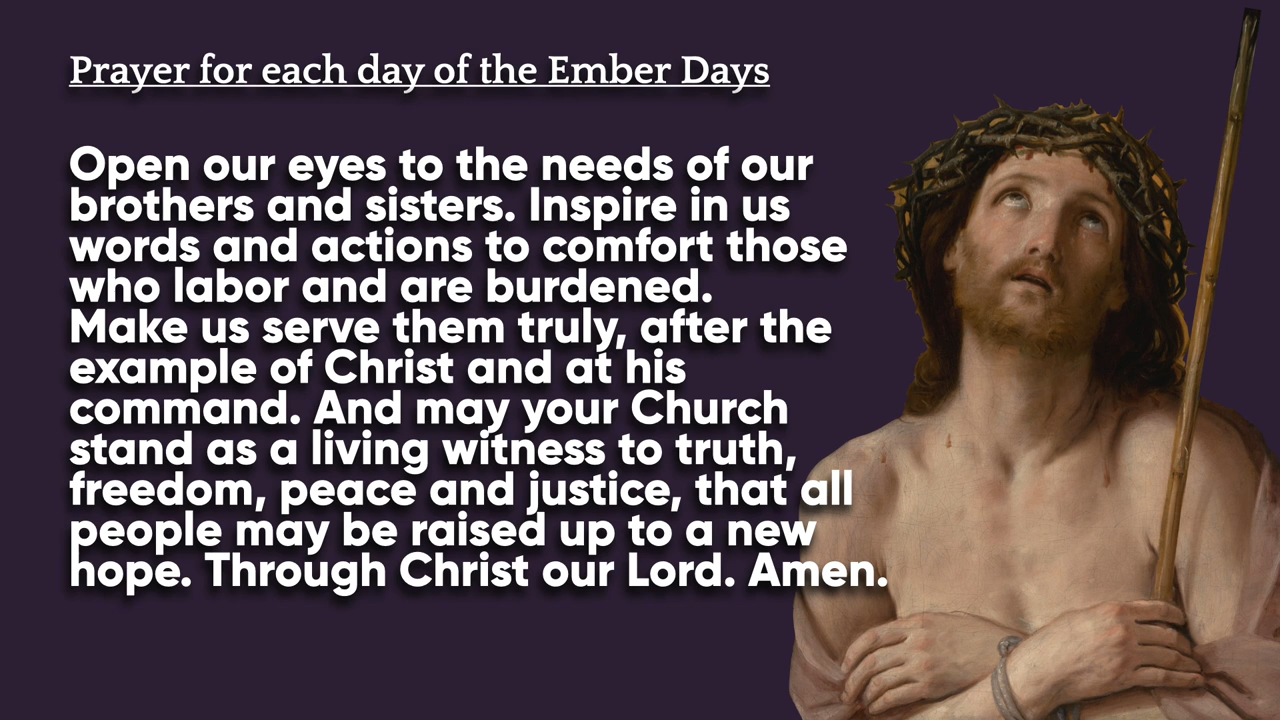 Prayer for each day of the Ember Days
Open our eyes to the needs of our
brothers and sisters. Inspire in us
words and actions to comfort those
who labor and are burdened.
Make us serve them truly, after the
example of Christ and at his
command. And may your Church
stand as a living witness to truth,
freedom, peace and justice, that all
people may be raised up to a new
hope. Through Christ our Lord. Amen.